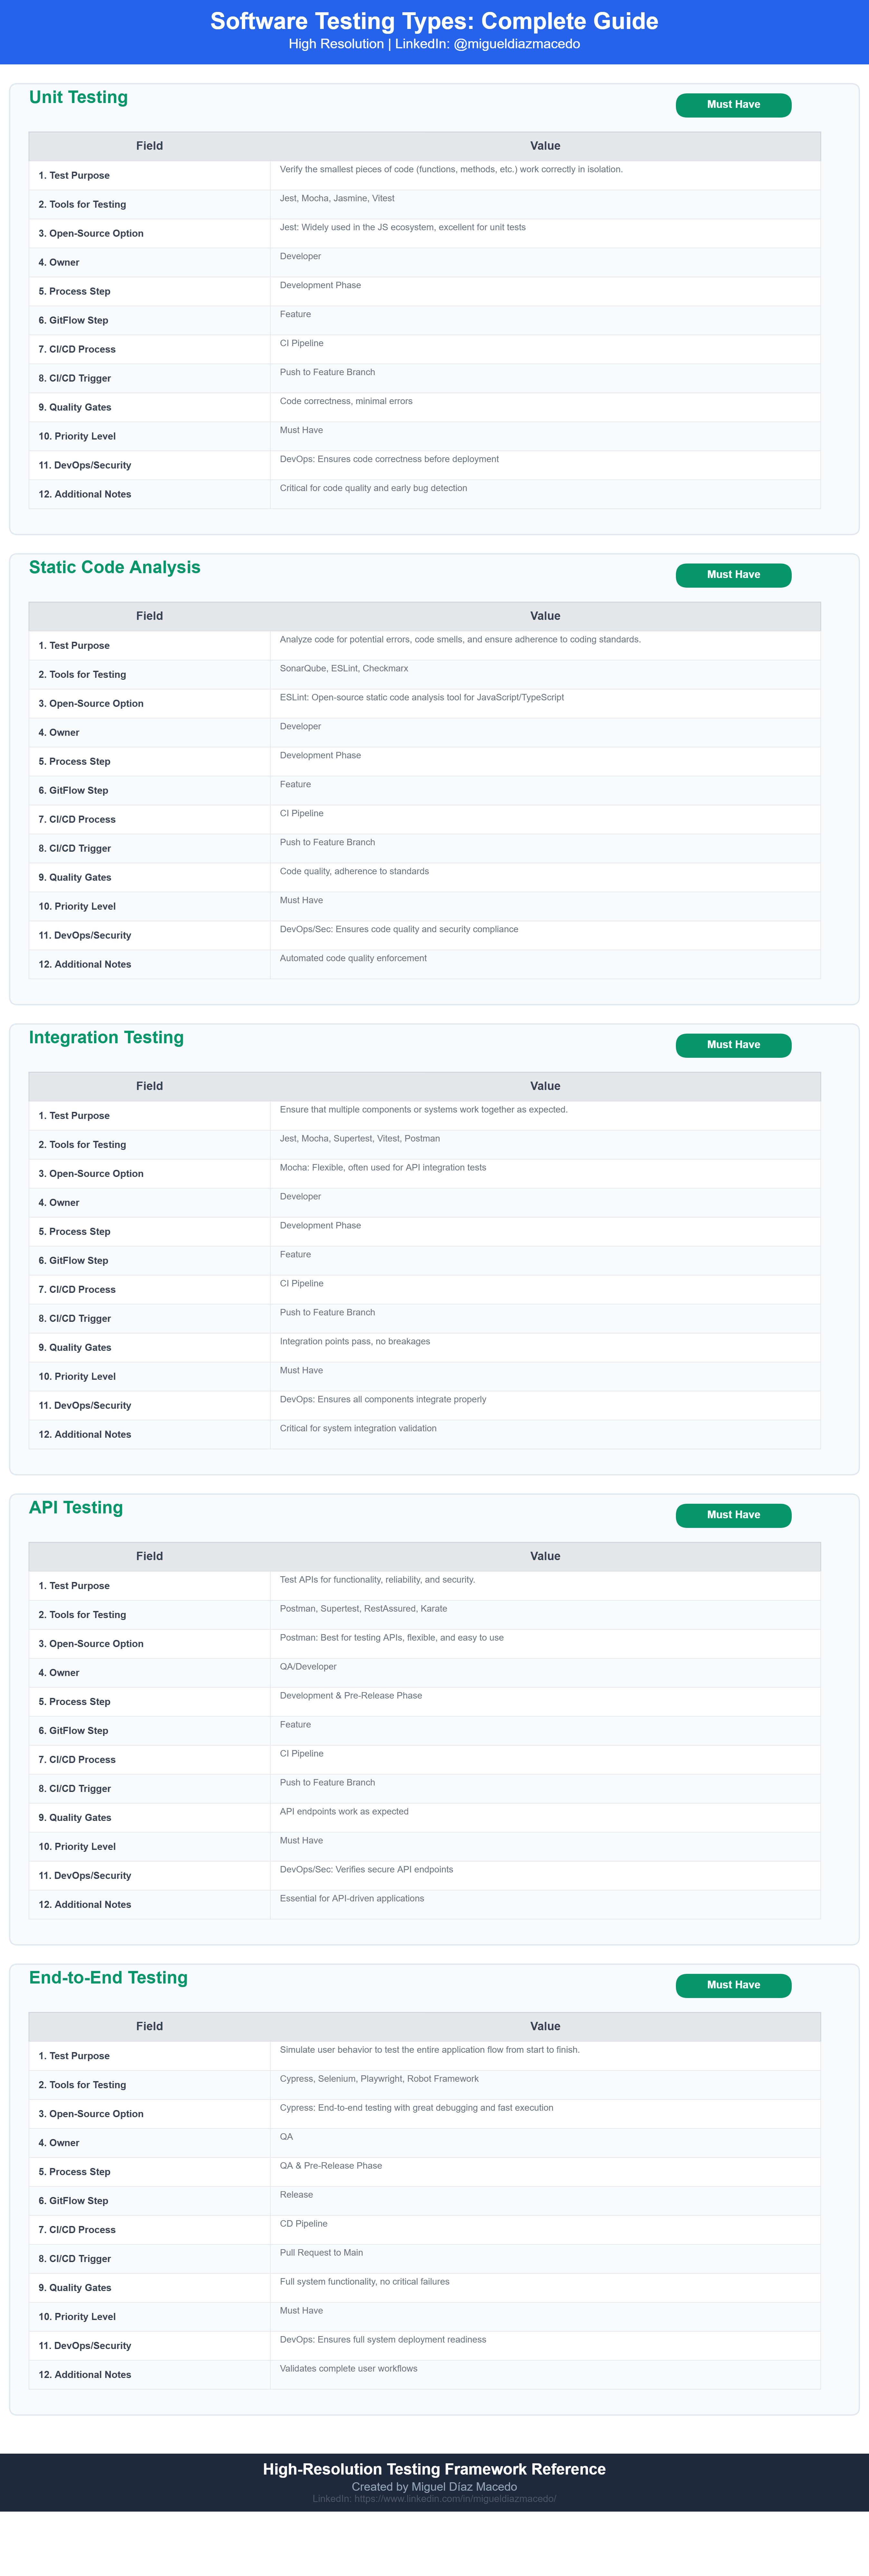 Software Testing Types: Complete Guide
High Resolution | LinkedIn: @migueldiazmacedo
Unit Testing
Must Have
Field Value
1. Test Purpose Verify the smallest pieces of code (functions, methods, etc.) work correctly in isolation.
2. Tools for Testing Jest, Mocha, Jasmine, Vitest
3. Open-Source Option Jest: Widely used in the JS ecosystem, excellent for unit tests
4. Owner Developer
5. Process Step Development Phase
6. GitFlow Step Feature
7. CI/CD Process CI Pipeline
8. CI/CD Trigger Push to Feature Branch
9. Quality Gates Code correctness, minimal errors
10. Priority Level Must Have
11. DevOps/Security DevOps: Ensures code correctness before deployment
12. Additional Notes Critical for code quality and early bug detection
Static Code Analysis
Must Have
Field Value
1. Test Purpose Analyze code for potential errors, code smells, and ensure adherence to coding standards.
2. Tools for Testing SonarQube, ESLint, Checkmarx
3. Open-Source Option ESLint: Open-source static code analysis tool for JavaScript/TypeScript
4. Owner Developer
5. Process Step Development Phase
6. GitFlow Step Feature
7. CI/CD Process CI Pipeline
8. CI/CD Trigger Push to Feature Branch
9. Quality Gates Code quality, adherence to standards
10. Priority Level Must Have
11. DevOps/Security DevOps/Sec: Ensures code quality and security compliance
12. Additional Notes Automated code quality enforcement
Integration Testing
Must Have
Field Value
1. Test Purpose Ensure that multiple components or systems work together as expected.
2. Tools for Testing Jest, Mocha, Supertest, Vitest, Postman
3. Open-Source Option Mocha: Flexible, often used for API integration tests
4. Owner Developer
5. Process Step Development Phase
6. GitFlow Step Feature
7. CI/CD Process CI Pipeline
8. CI/CD Trigger Push to Feature Branch
9. Quality Gates Integration points pass, no breakages
10. Priority Level Must Have
11. DevOps/Security DevOps: Ensures all components integrate properly
12. Additional Notes Critical for system integration validation
API Testing
Must Have
Field Value
1. Test Purpose Test APIs for functionality, reliability, and security.
2. Tools for Testing Postman, Supertest, RestAssured, Karate
3. Open-Source Option Postman: Best for testing APIs, flexible, and easy to use
4. Owner QA/Developer
5. Process Step Development & Pre-Release Phase
6. GitFlow Step Feature
7. CI/CD Process CI Pipeline
8. CI/CD Trigger Push to Feature Branch
9. Quality Gates API endpoints work as expected
10. Priority Level Must Have
11. DevOps/Security DevOps/Sec: Verifies secure API endpoints
12. Additional Notes Essential for API-driven applications
End-to-End Testing
Must Have
Field Value
1. Test Purpose Simulate user behavior to test the entire application flow from start to finish.
2. Tools for Testing Cypress, Selenium, Playwright, Robot Framework
3. Open-Source Option Cypress: End-to-end testing with great debugging and fast execution
4. Owner QA
5. Process Step QA & Pre-Release Phase
6. GitFlow Step Release
7. CI/CD Process CD Pipeline
8. CI/CD Trigger Pull Request to Main
9. Quality Gates Full system functionality, no critical failures
10. Priority Level Must Have
11. DevOps/Security DevOps: Ensures full system deployment readiness
12. Additional Notes Validates complete user workflows
High-Resolution Testing Framework Reference
Created by Miguel Díaz Macedo
LinkedIn: https://www.linkedin.com/in/migueldiazmacedo/